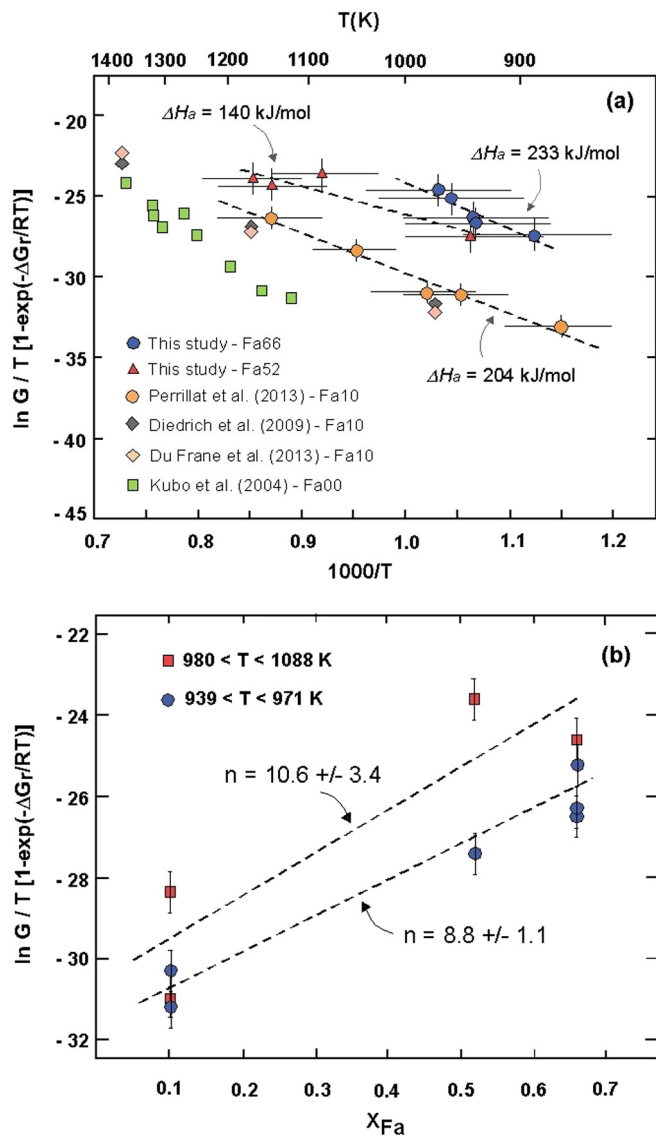 T(K)
1400 1300 1200 1100 1000 900
(a)
ΔHa = 140 kJ/mol
ΔHa = 233 kJ/mol
- 20
- 25
- 30
- 35
- 40
- 45
ln G / T [1-exp(-ΔGr/RT)]
This study - Fa66
This study - Fa52
Perrillat et al. (2013) - Fa10
Diedrich et al. (2009) - Fa10
Du Frane et al. (2013) - Fa10
Kubo et al. (2004) - Fa00
ΔHa = 204 kJ/mol
0.7 0.8 0.9 1.0 1.1 1.2
1000/T
(b)
980 < T < 1088 K
939 < T < 971 K
n = 10.6 +/- 3.4
n = 8.8 +/- 1.1
- 22
- 24
- 26
- 28
- 30
- 32
ln G / T [1-exp(-ΔGr/RT)]
0.1 0.2 0.3 0.4 0.5 0.6 0.7
XFa